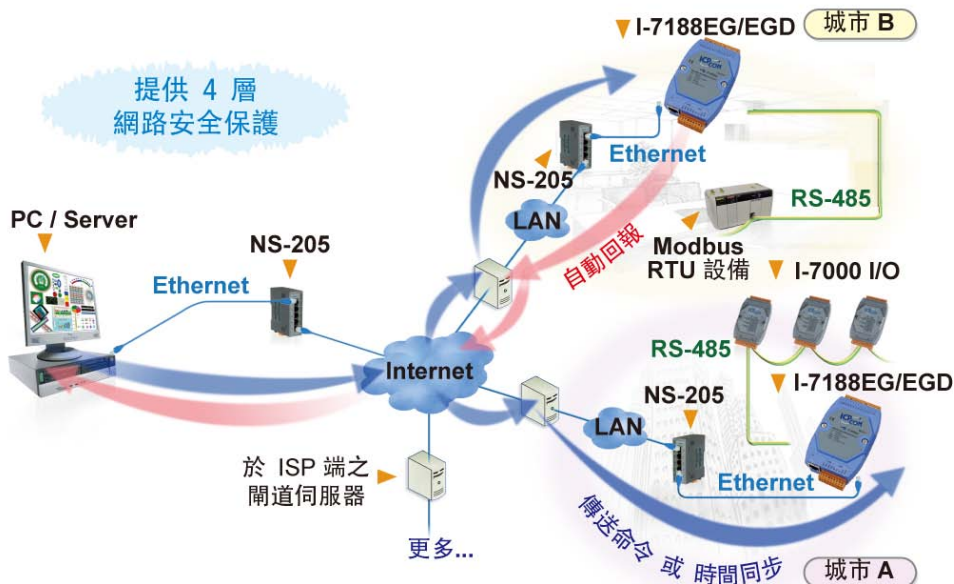 I-7188EG/EGD
城市 B
提供 4 層
網路安全保護
Ethernet
NS-205
LAN
RS-485
Modbus
RTU 設備
自動回報
PC / Server
NS-205
Ethernet
Internet
I-7000 I/O
RS-485
I-7188EG/EGD
NS-205
LAN
Ethernet
於 ISP 端之
閘道伺服器
更多...
傳送命令 或 時間同步
城市 A